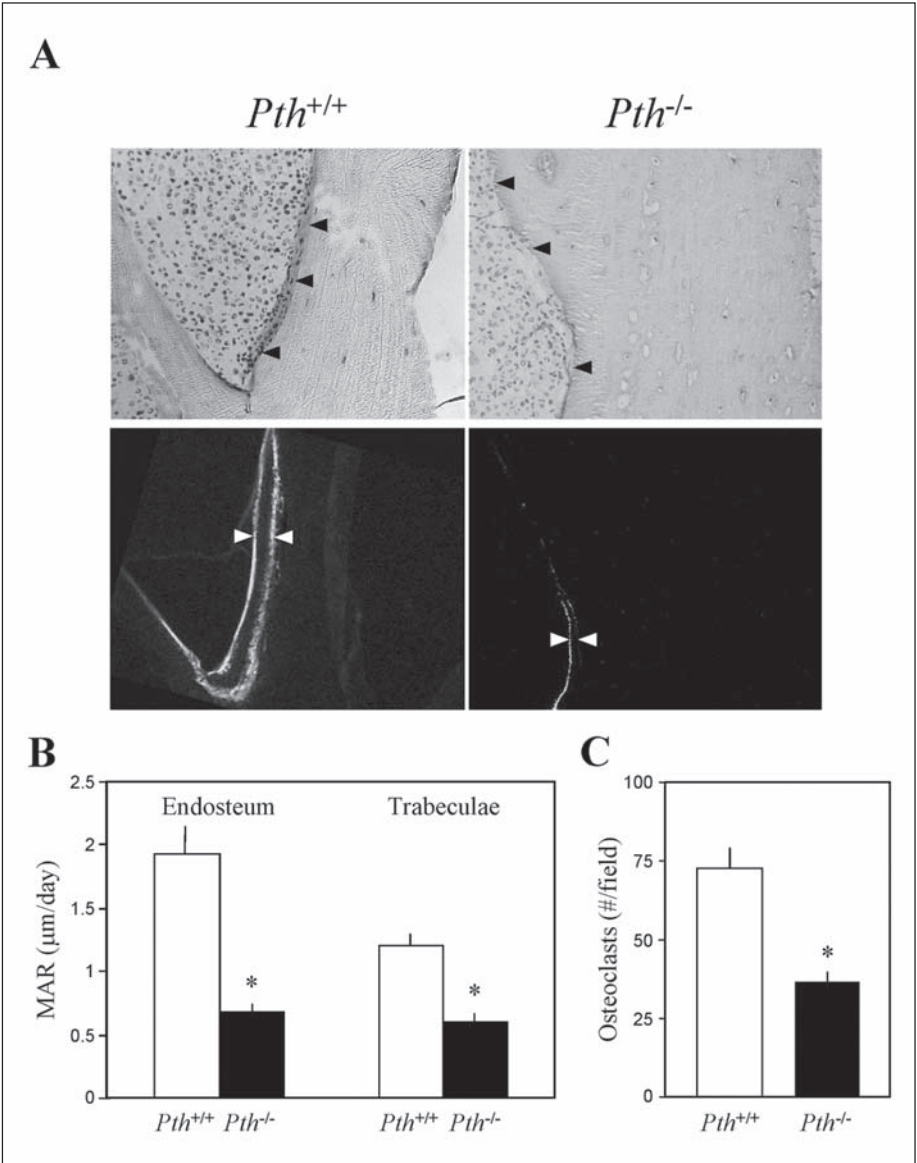 A
Pth+/+ Pth-/-
B
Endosteum Trabeculae
MAR (µm/day)
2.5
2
1.5
1
0.5
0
*
*
Pth+/+ Pth-/- Pth+/+ Pth-/-
C
Osteoclasts (#/field)
100
75
50
25
0
*
Pth+/+ Pth-/-